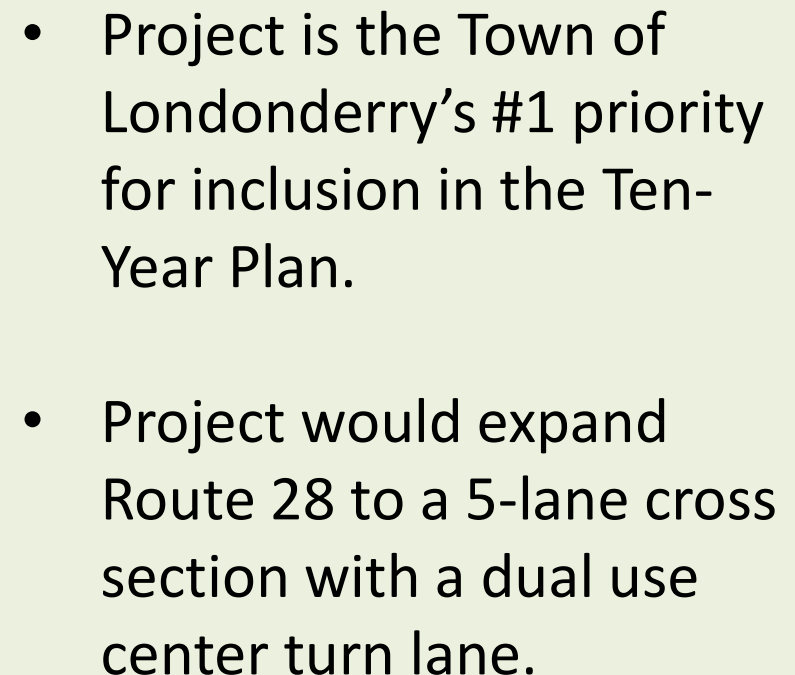 • Project is the Town of
Londonderry’s #1 priority
for inclusion in the Ten-
Year Plan.
• Project would expand
Route 28 to a 5-lane cross
section with a dual use
center turn lane.